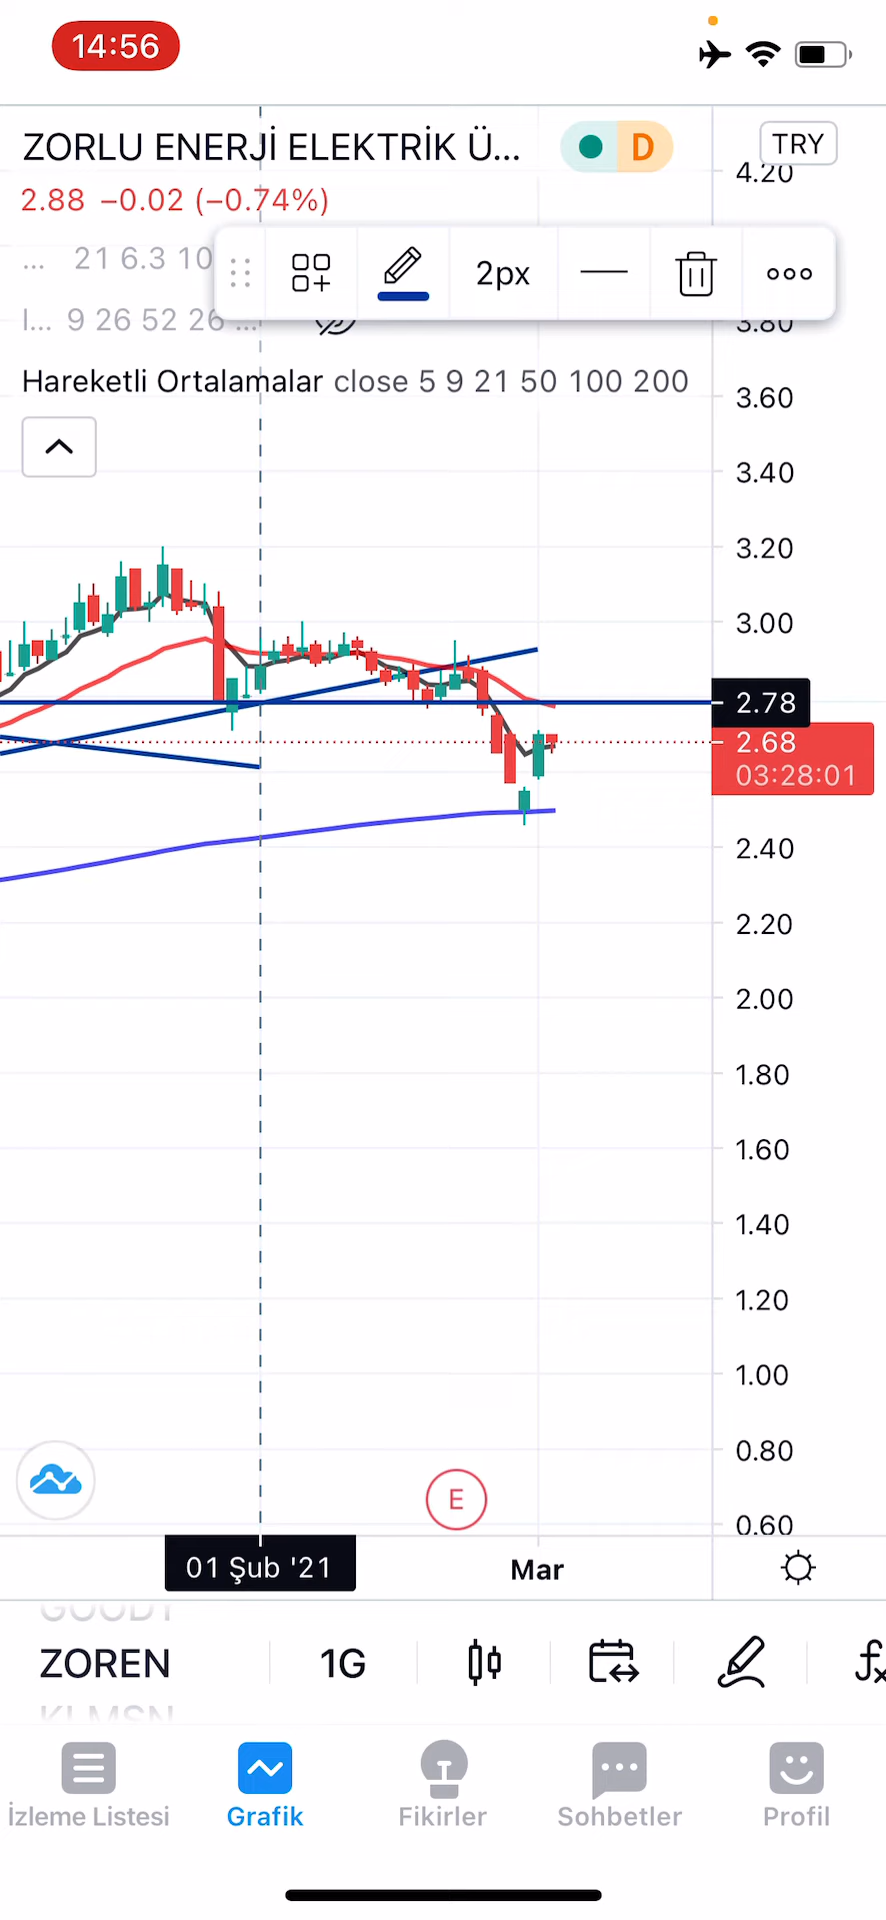 14:56
ZORLU ENERJİ ELEKTRİK Ü...
D
TRY
4.20
2.88 −0.02 (−0.74%)
... 21 6.3 10
2px
l... 9 26 52 26 ...
3.80
Hareketli Ortalamalar close 5 9 21 50 100 200
3.60
3.40
3.20
3.00
2.78
2.68
03:28:01
2.40
2.20
2.00
1.80
1.60
1.40
1.20
1.00
0.80
E
0.60
01 Şub '21
Mar
GOODY
ZOREN
1G
KLMSN
İzleme Listesi
Grafik
Fikirler
Sohbetler
Profil